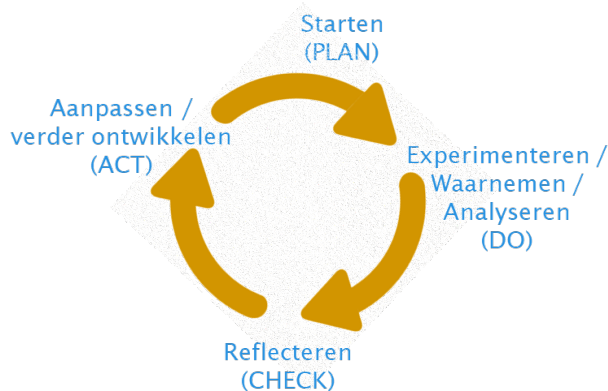 Starten
(PLAN)
Experimenteren /
Waarnemen /
Analyseren
(DO)
Reflecteren
(CHECK)
Aanpassen /
verder ontwikkelen
(ACT)